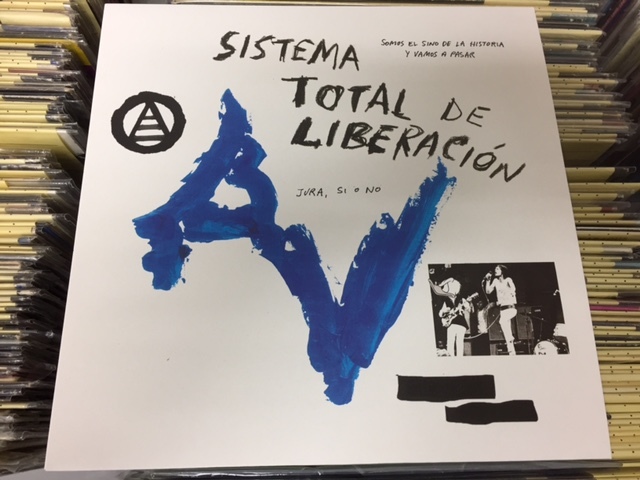 SISTEMA
TOTAL DE
LIBERACIÓN
SOMOS EL SINO DE LA HISTORIA
Y VAMOS A PASAR
JURA, SI O NO
AV